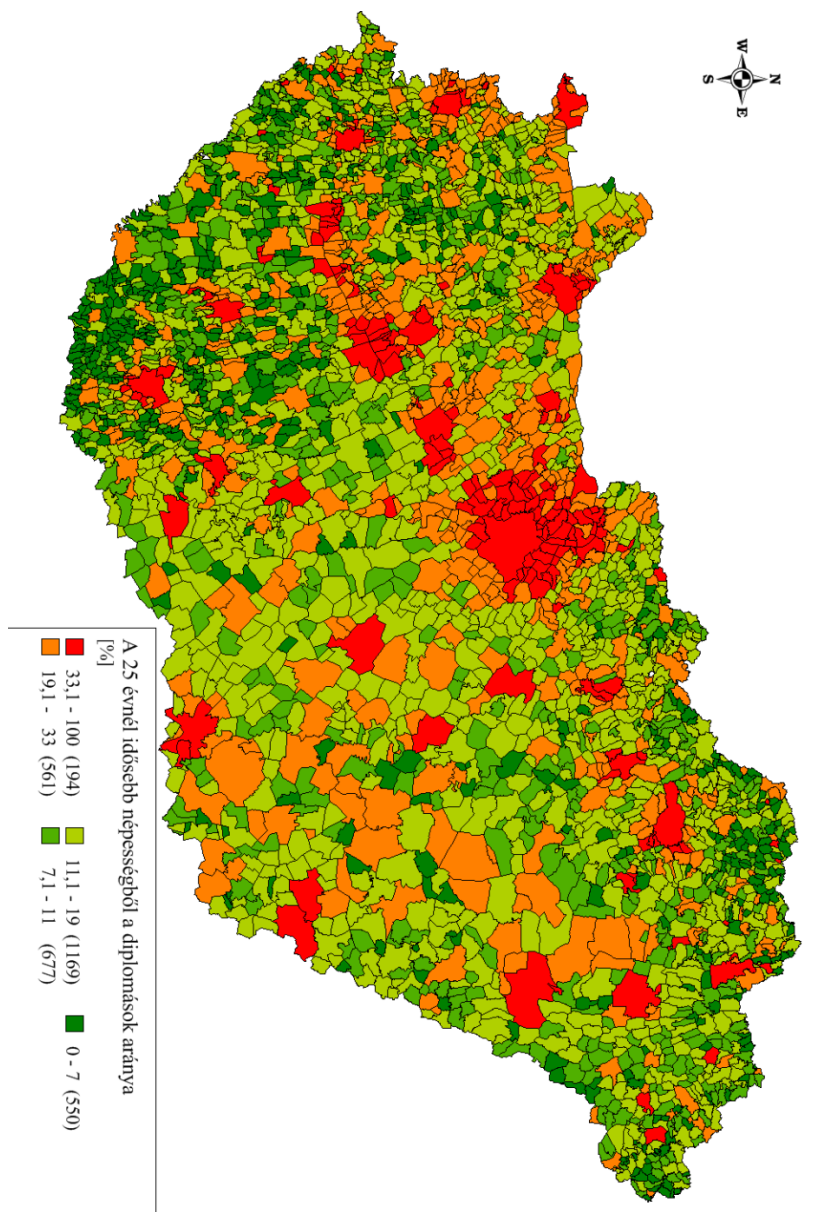 N
W E
S
A 25 évnél idősebb népességből a diplomások aránya
[%]
33,1 - 100 (194) 11,1 - 19 (1169) 0 - 7 (550)
19,1 - 33 (561) 7,1 - 11 (677)